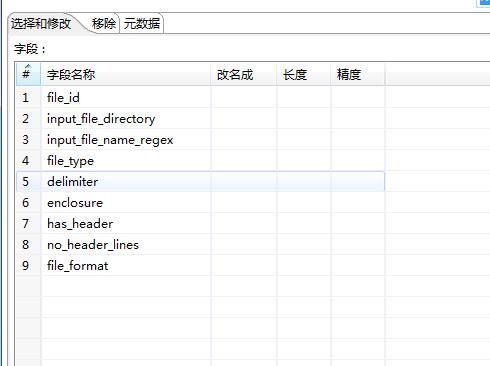 选择和修改 移除 元数据
字段：
# 字段名称 改名成 长度 精度
1 file_id
2 input_file_directory
3 input_file_name_regex
4 file_type
5 delimiter
6 enclosure
7 has_header
8 no_header_lines
9 file_format